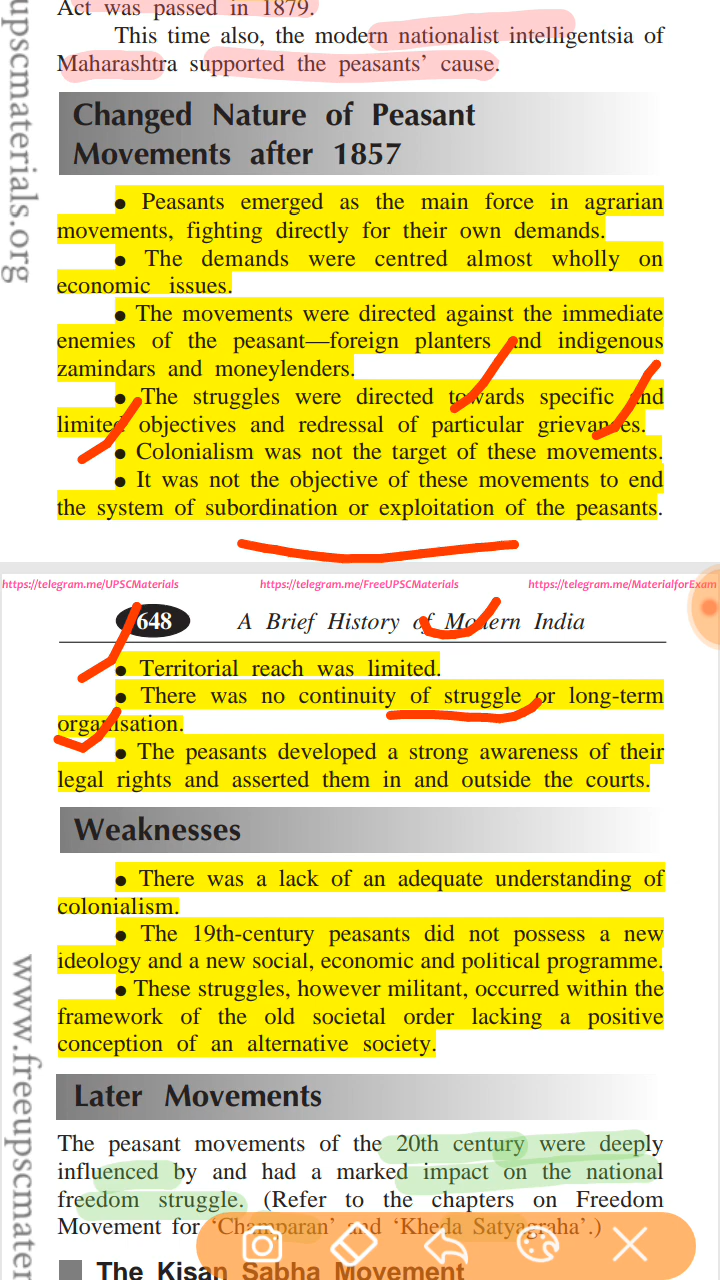 Act was passed in 1879.
This time also, the modern nationalist intelligentsia of
Maharashtra supported the peasants' cause.
Changed Nature of Peasant
Movements after 1857
● Peasants emerged as the main force in agrarian
movements, fighting directly for their own demands.
● The demands were centred almost wholly on
economic issues.
● The movements were directed against the immediate
enemies of the peasant—foreign planters and indigenous
zamindars and moneylenders.
● The struggles were directed towards specific and
limited objectives and redressal of particular grievances.
● Colonialism was not the target of these movements.
● It was not the objective of these movements to end
the system of subordination or exploitation of the peasants.
https://telegram.me/UPSCMaterials https://telegram.me/FreeUPSCMaterials https://telegram.me/MaterialforExam
648 A Brief History of Modern India
● Territorial reach was limited.
● There was no continuity of struggle or long-term
organisation.
● The peasants developed a strong awareness of their
legal rights and asserted them in and outside the courts.
Weaknesses
● There was a lack of an adequate understanding of
colonialism.
● The 19th-century peasants did not possess a new
ideology and a new social, economic and political programme.
● These struggles, however militant, occurred within the
framework of the old societal order lacking a positive
conception of an alternative society.
Later Movements
The peasant movements of the 20th century were deeply
influenced by and had a marked impact on the national
freedom struggle. (Refer to the chapters on Freedom
Movement for ‘Champaran’ and ‘Kheda Satyagraha’.)
The Kisan Sabha Movement
upscmaterials.org
www.freeupscmater